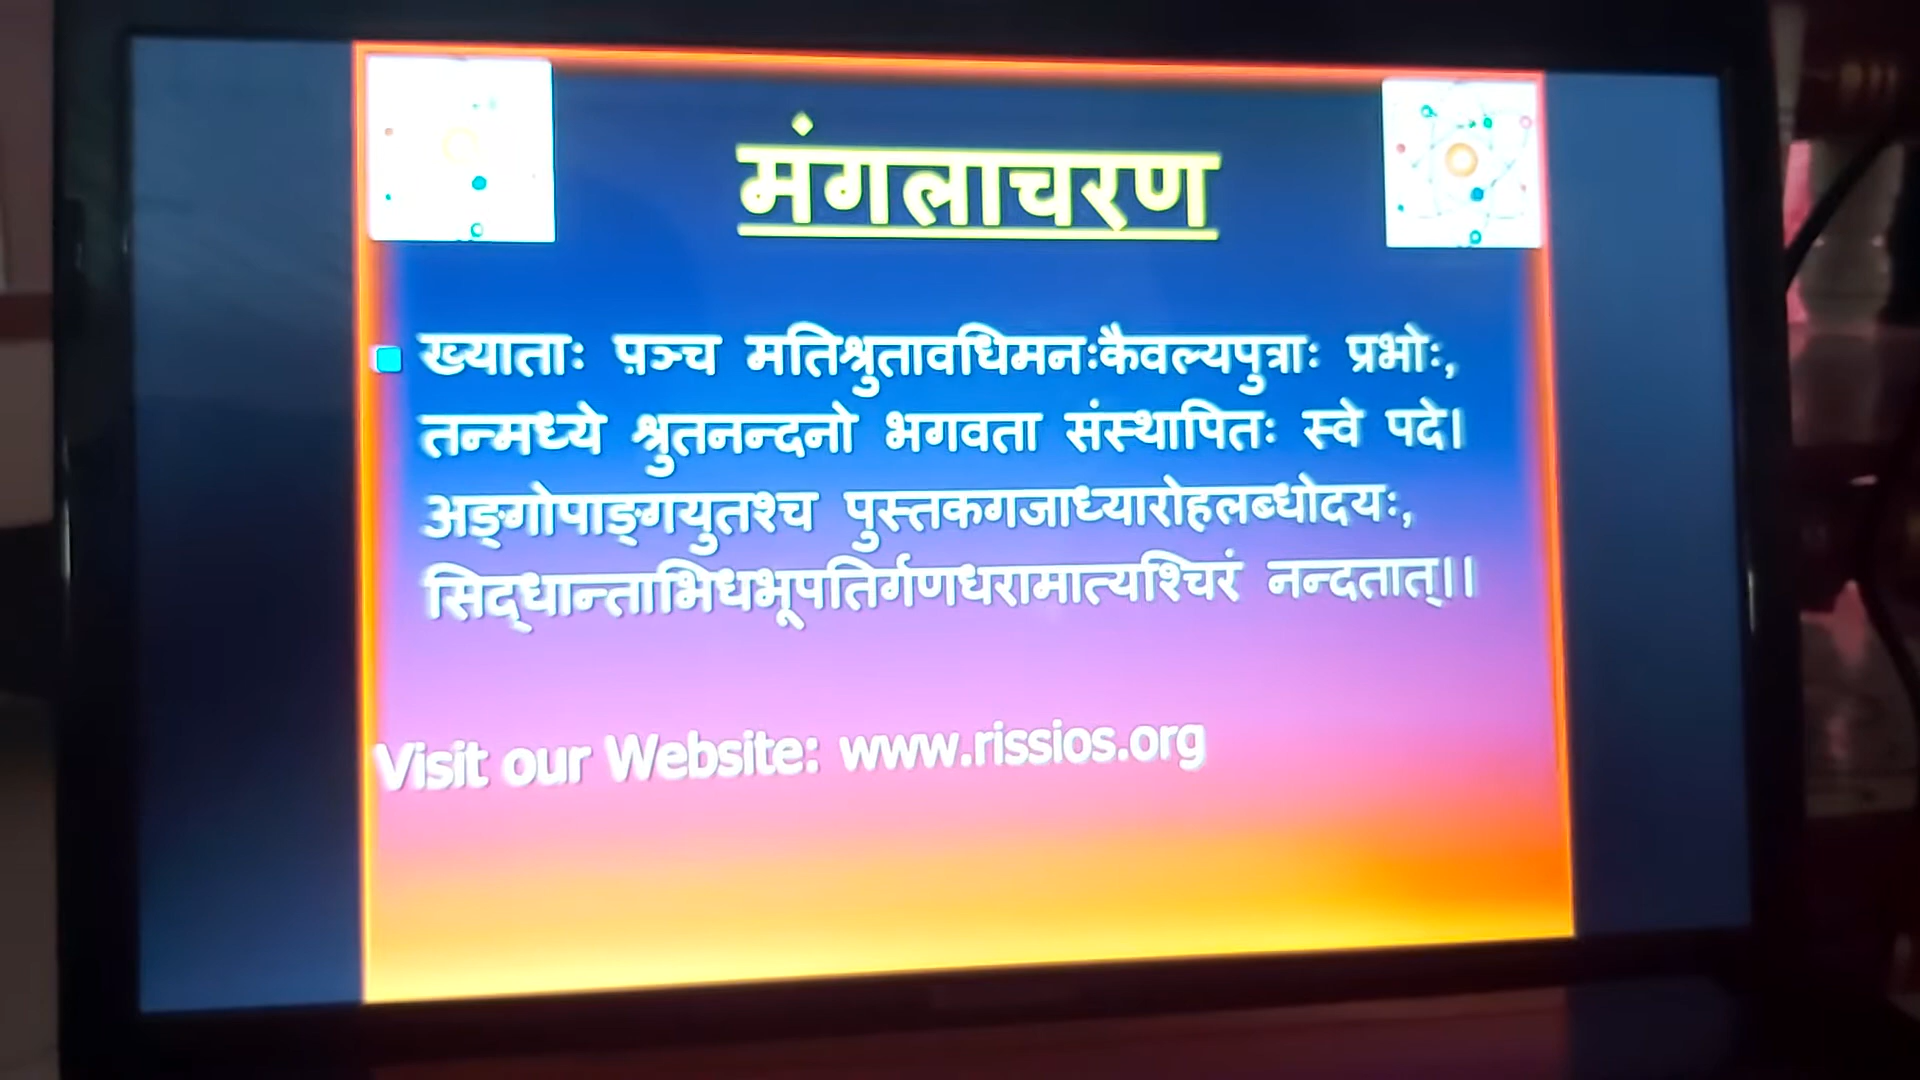 मंगलाचरण
ख्याताः पञ्च मतिश्रुतावधिमनःकैवल्यपुत्राः प्रभोः,
तन्मध्ये श्रुतनन्दनो भगवता संस्थापितः स्वे पदे।
अङ्गोपाङ्गयुतश्च पुस्तकगजाध्यारोहलब्धोदयः,
सिद्धान्ताभिधभूपतिर्गणधरामात्यश्चिरं नन्दतात्।।
Visit our Website: www.rissios.org